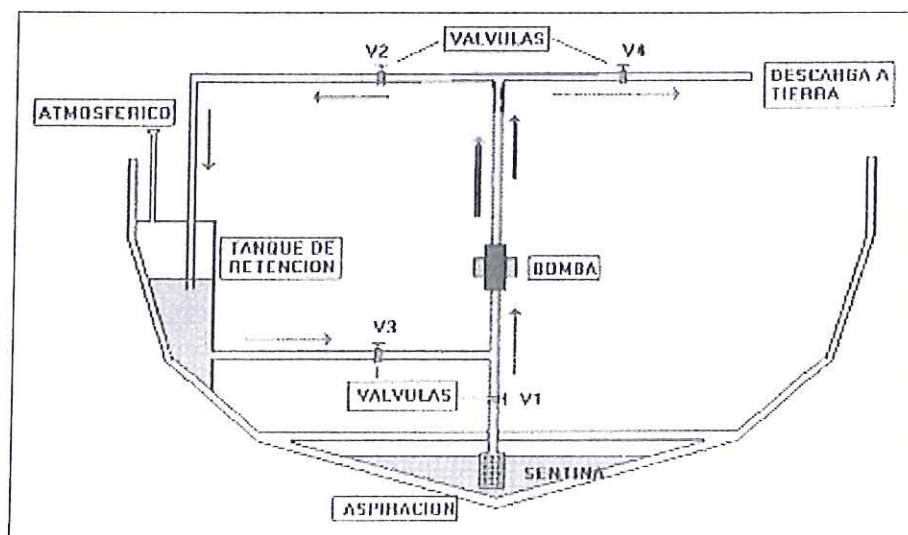 VALVULAS
V2
V4
DESCARGA A
TIERRA
ATMOSFERICO
TANQUE DE
RETENCION
BOMBA
V3
VALVULAS
V1
SENTINA
ASPIRACION